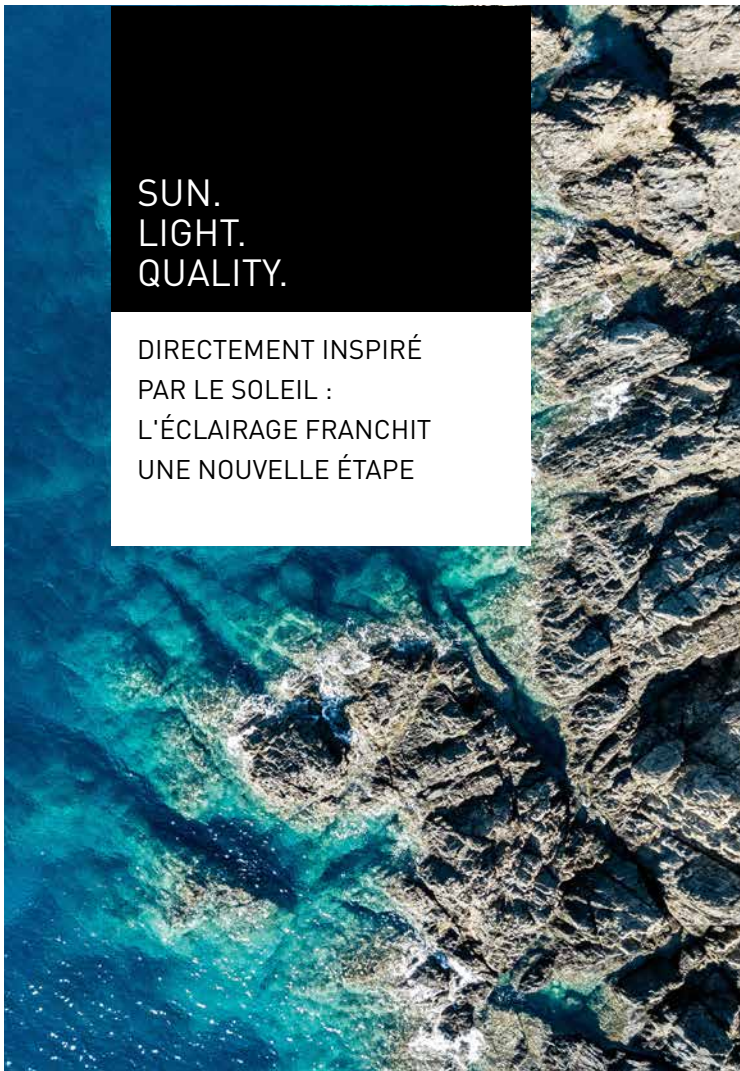 SUN.
LIGHT.
QUALITY.
DIRECTEMENT INSPIRÉ
PAR LE SOLEIL :
L'ÉCLAIRAGE FRANCHIT
UNE NOUVELLE ÉTAPE